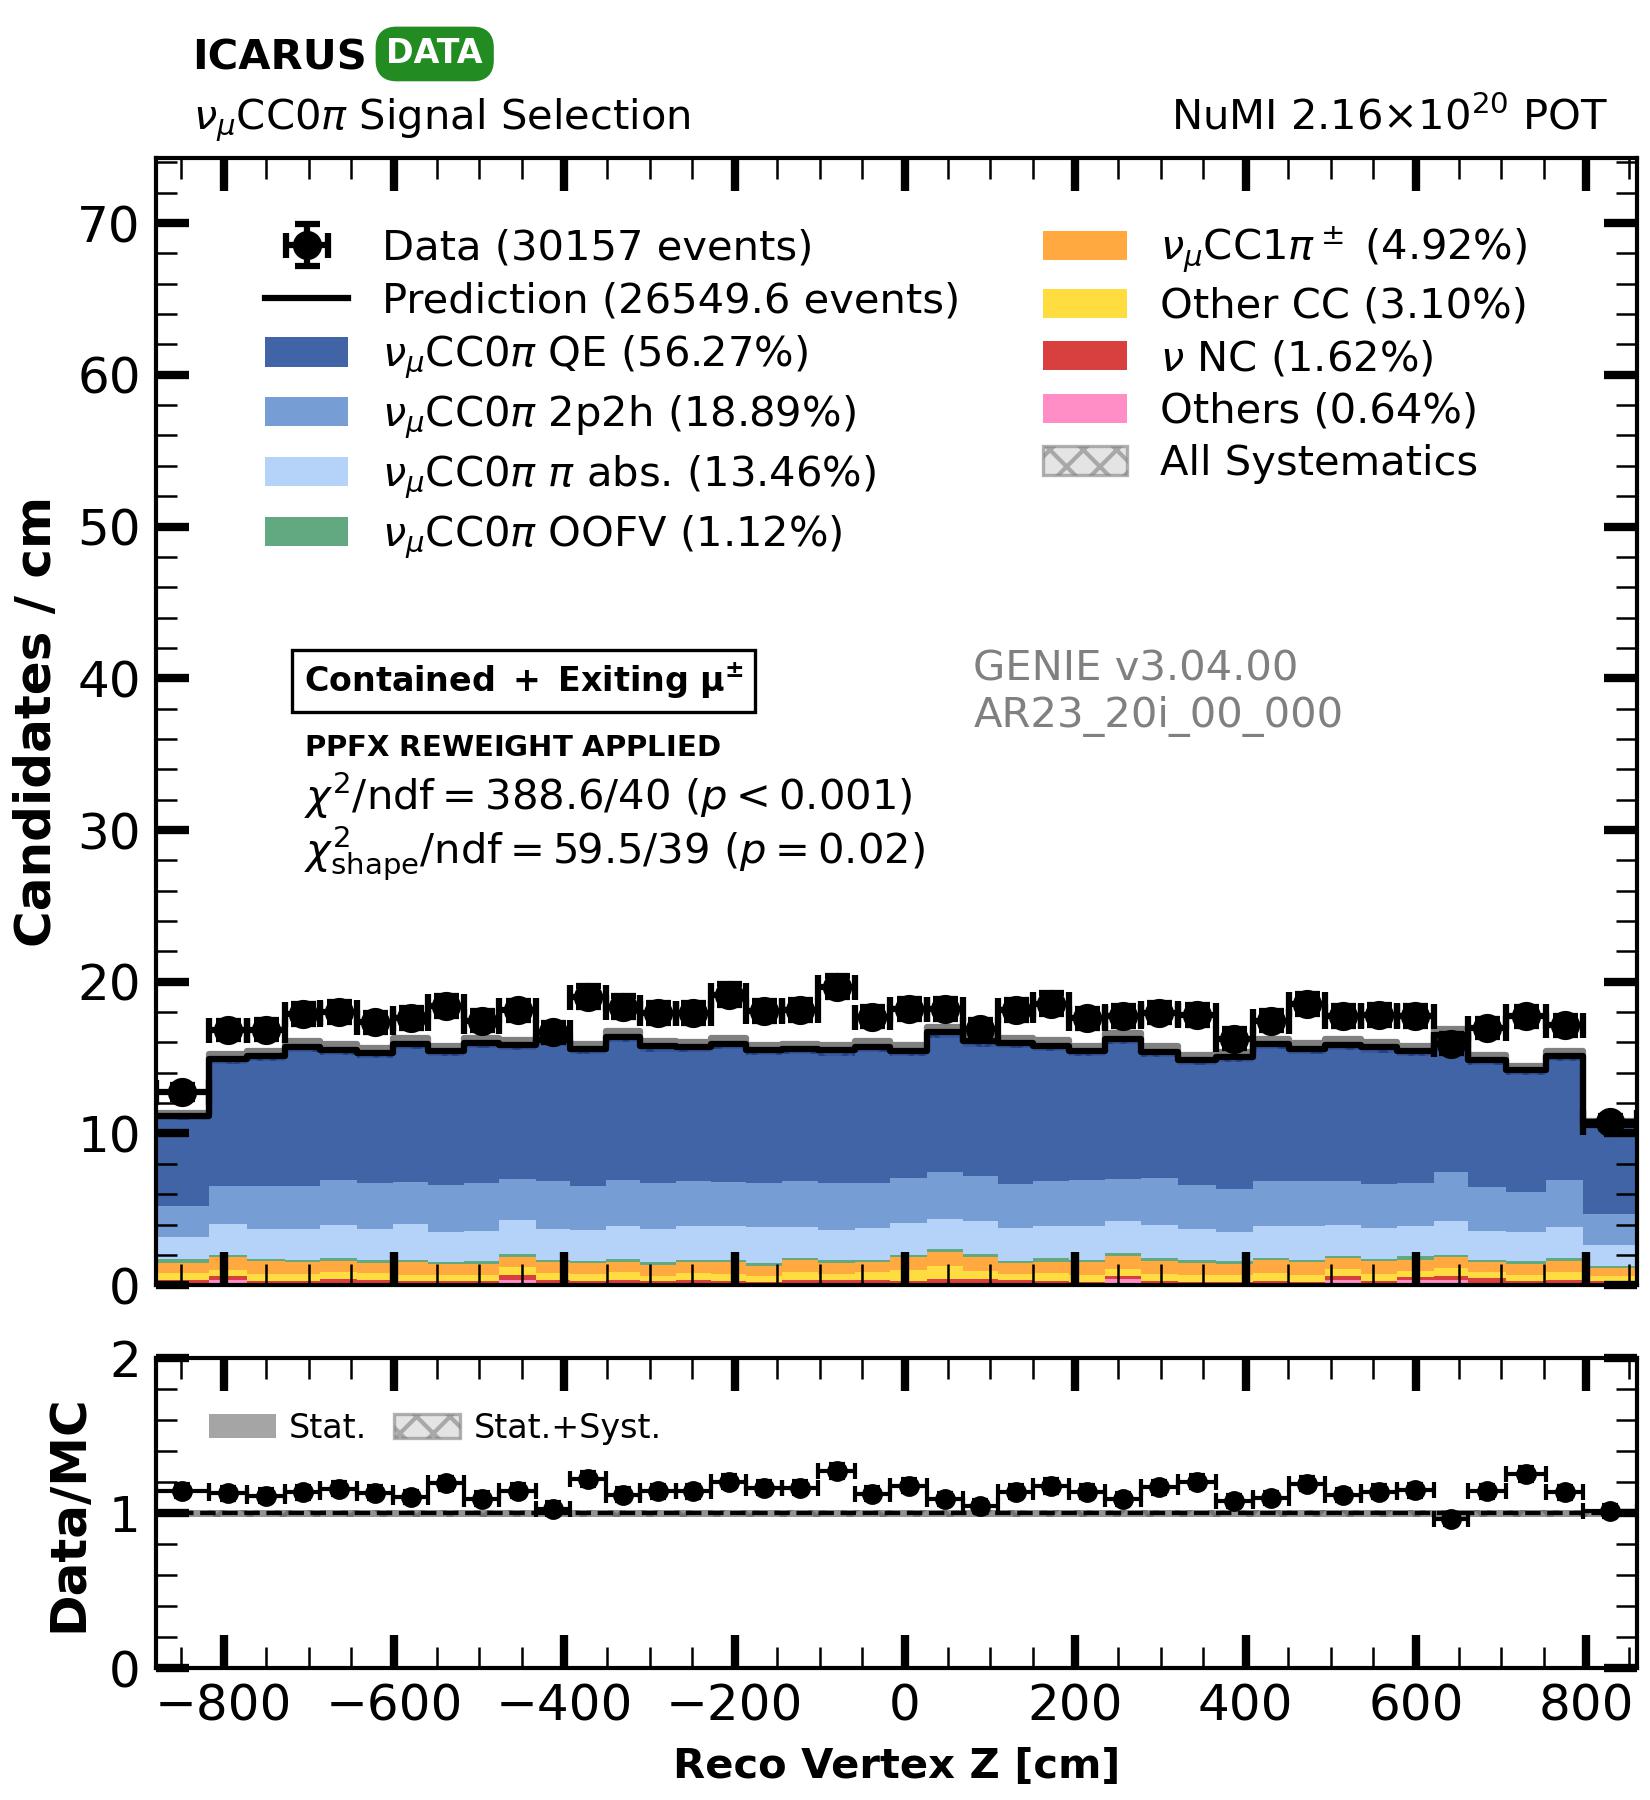 ICARUS DATA
νμCC0π Signal Selection
NuMI 2.16×10²⁰ POT
Data (30157 events)
Prediction (26549.6 events)
νμCC0π QE (56.27%)
νμCC0π 2p2h (18.89%)
νμCC0π π abs. (13.46%)
νμCC0π OOFV (1.12%)
νμCC1π± (4.92%)
Other CC (3.10%)
ν NC (1.62%)
Others (0.64%)
All Systematics
Contained + Exiting μ±
PPFX REWEIGHT APPLIED
χ²/ndf = 388.6/40 (p < 0.001)
χ²shape/ndf = 59.5/39 (p = 0.02)
GENIE v3.04.00
AR23_20i_00_000
Candidates / cm
70
60
50
40
30
20
10
0
Data/MC
2
1
0
Stat.
Stat.+Syst.
−800 −600 −400 −200 0 200 400 600 800
Reco Vertex Z [cm]